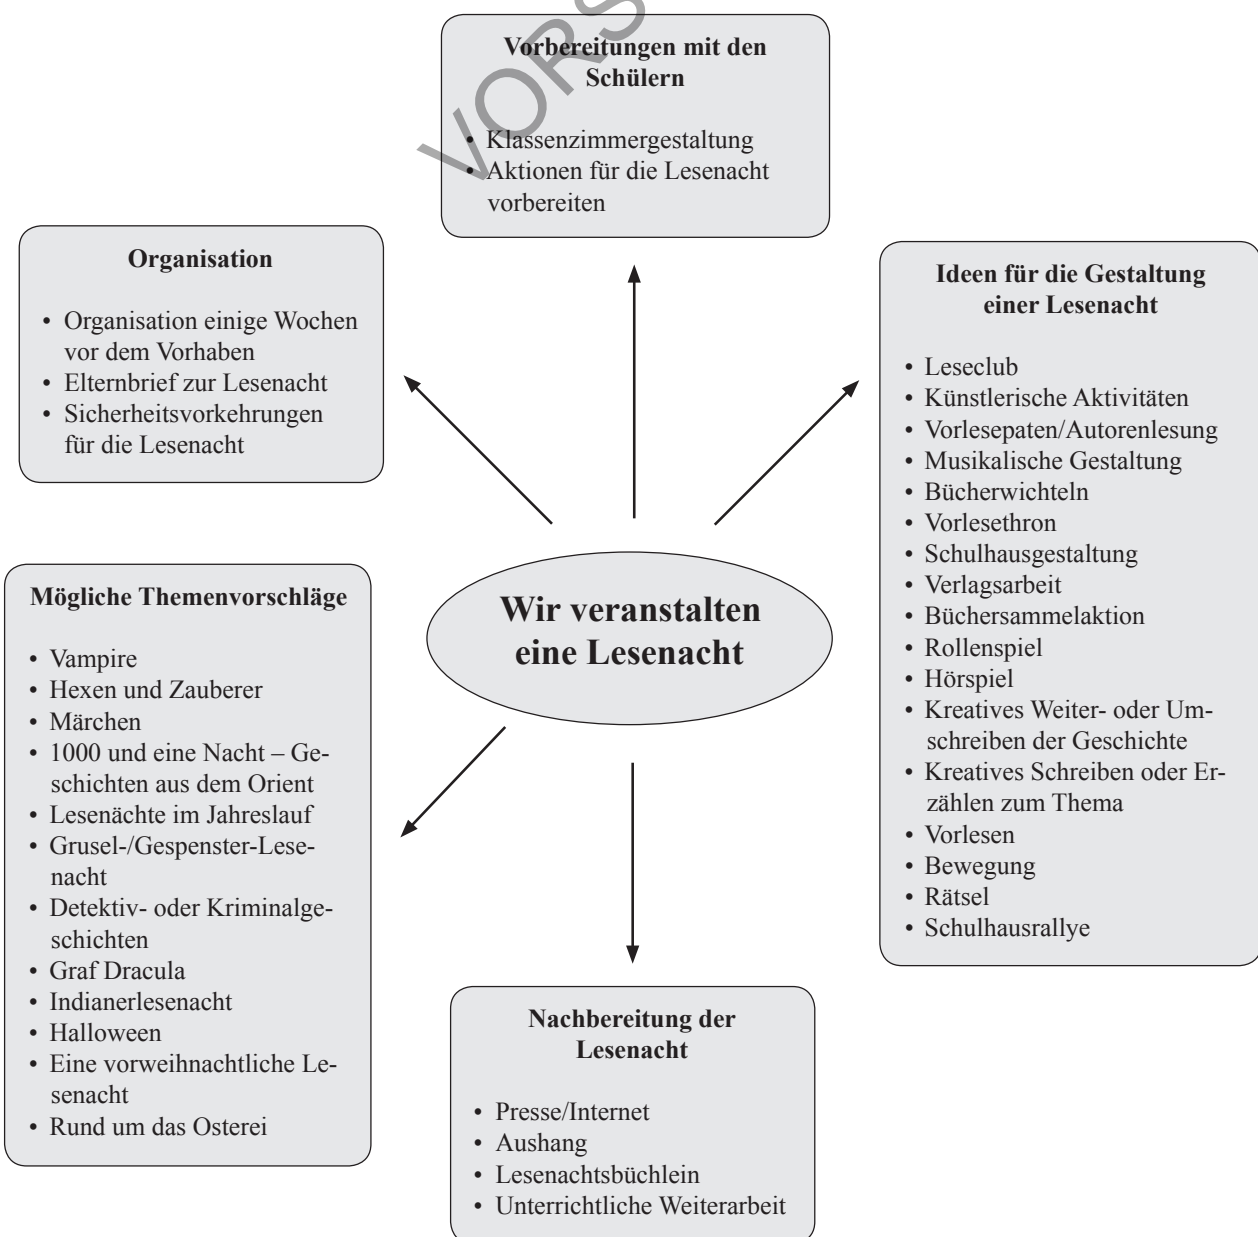 VORS
Vorbereitungen mit den
Schülern
• Klassenzimmergestaltung
• Aktionen für die Lesenacht
vorbereiten
Organisation
• Organisation einige Wochen
vor dem Vorhaben
• Elternbrief zur Lesenacht
• Sicherheitsvorkehrungen
für die Lesenacht
Ideen für die Gestaltung
einer Lesenacht
• Leseclub
• Künstlerische Aktivitäten
• Vorlesepaten/Autorenlesung
• Musikalische Gestaltung
• Bücherwichteln
• Vorlesethron
• Schulhausgestaltung
• Verlagsarbeit
• Büchersammelaktion
• Rollenspiel
• Hörspiel
• Kreatives Weiter- oder Um-
schreiben der Geschichte
• Kreatives Schreiben oder Er-
zählen zum Thema
• Vorlesen
• Bewegung
• Rätsel
• Schulhausrallye
Wir veranstalten
eine Lesenacht
Mögliche Themenvorschläge
• Vampire
• Hexen und Zauberer
• Märchen
• 1000 und eine Nacht – Ge-
schichten aus dem Orient
• Lesenächte im Jahreslauf
• Grusel-/Gespenster-Lese-
nacht
• Detektiv- oder Kriminalge-
schichten
• Graf Dracula
• Indianerlesenacht
• Halloween
• Eine vorweihnachtliche Le-
senacht
• Rund um das Osterei
Nachbereitung der
Lesenacht
• Presse/Internet
• Aushang
• Lesenachtsbüchlein
• Unterrichtliche Weiterarbeit